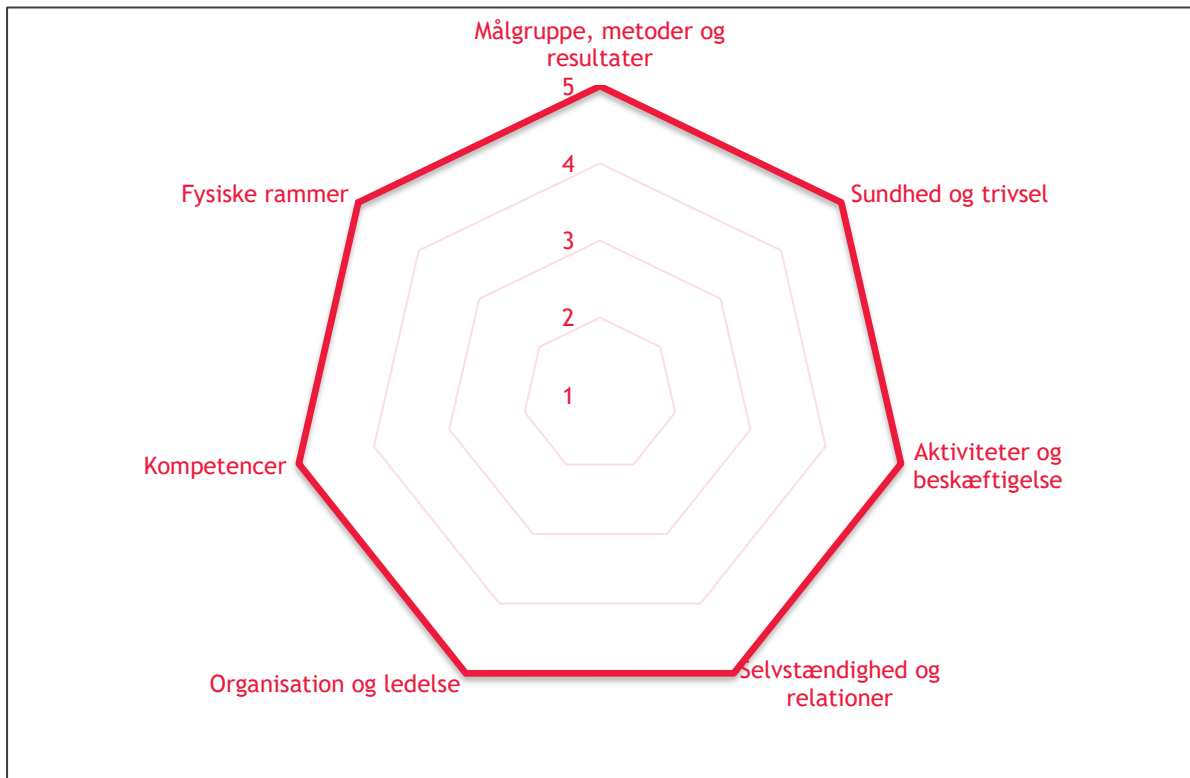 Målgruppe, metoder og
resultater
5
4
Fysiske rammer
Sundhed og trivsel
3
2
1
Kompetencer
Aktiviteter og
beskæftigelse
Organisation og ledelse
Selvstændighed og
relationer